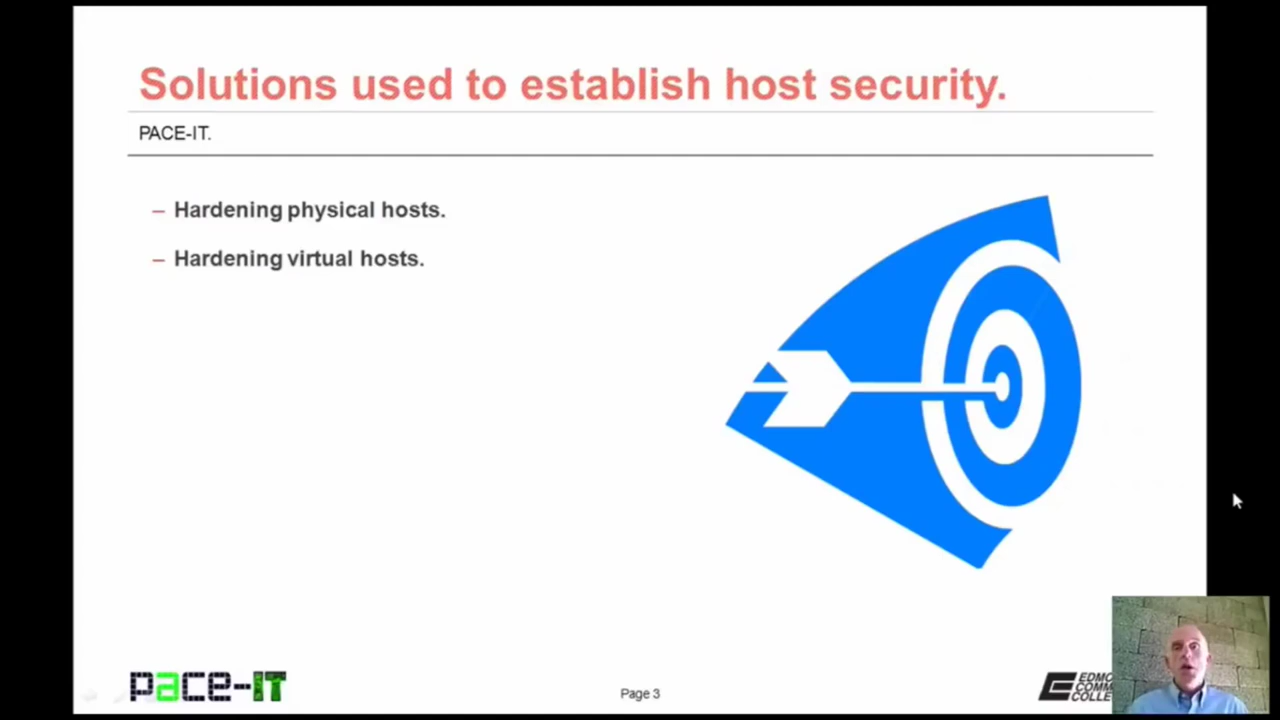 Solutions used to establish host security.
PACE-IT.
– Hardening physical hosts.
– Hardening virtual hosts.
pace-IT
Page 3